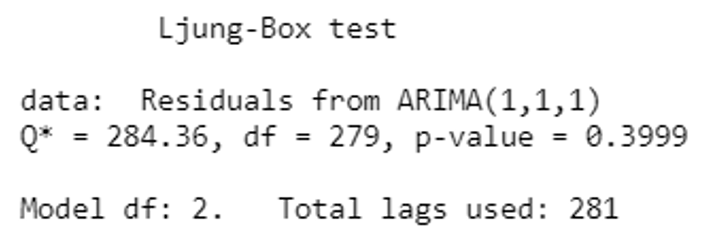 Ljung-Box test
data:  Residuals from ARIMA(1,1,1)
Q* = 284.36, df = 279, p-value = 0.3999
Model df: 2.   Total lags used: 281